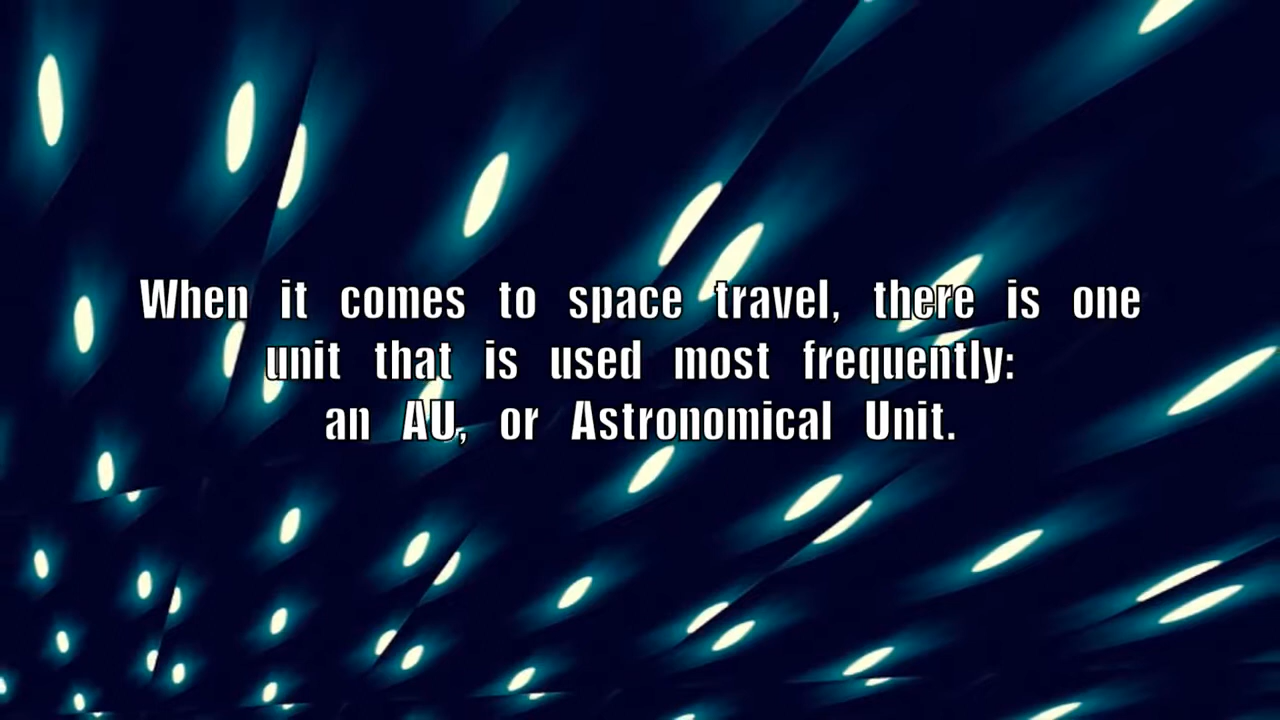 When it comes to space travel, there is one
unit that is used most frequently:
an AU, or Astronomical Unit.